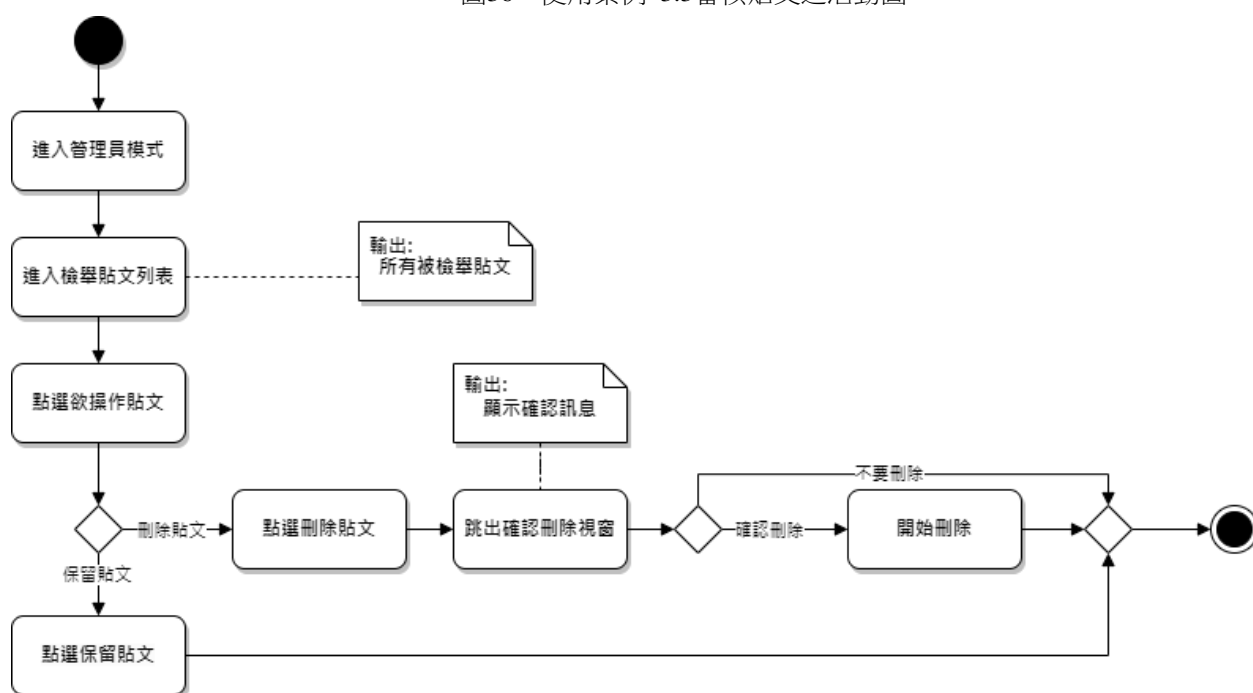 進入管理員模式
進入檢舉貼文列表
輸出:
所有被檢舉貼文
點選欲操作貼文
輸出:
顯示確認訊息
不要刪除
刪除貼文
點選刪除貼文
跳出確認刪除視窗
確認刪除
開始刪除
保留貼文
點選保留貼文